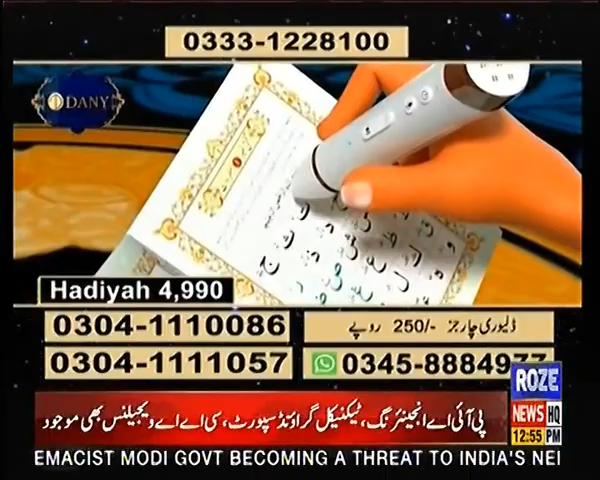 0333-1228100
DANY
Hadiyah 4,990
0304-1110086
ڈلیوری چارجز 250/- روپے
0304-1111057
0345-88849
ROZE
NEWS HQ
12:55 PM
پی آئی اے انجینئرنگ، ٹیکنیکل گراؤنڈ سپورٹ، سی اے اے ویجیلنس بھی موجود
EMACIST MODI GOVT BECOMING A THREAT TO INDIA'S NEI